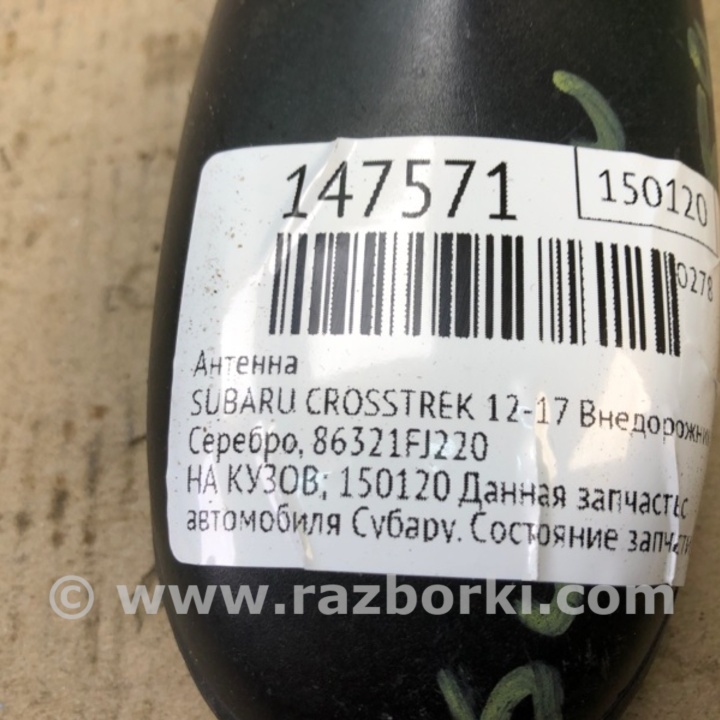 147571
150120
0278
Антенна
SUBARU CROSSTREK 12-17 Внедорожник
Серебро, 86321FJ220
НА КУЗОВ; 150120 Данная запчасть с
автомобиля Субару. Состояние запчасти
© www.razborki.com